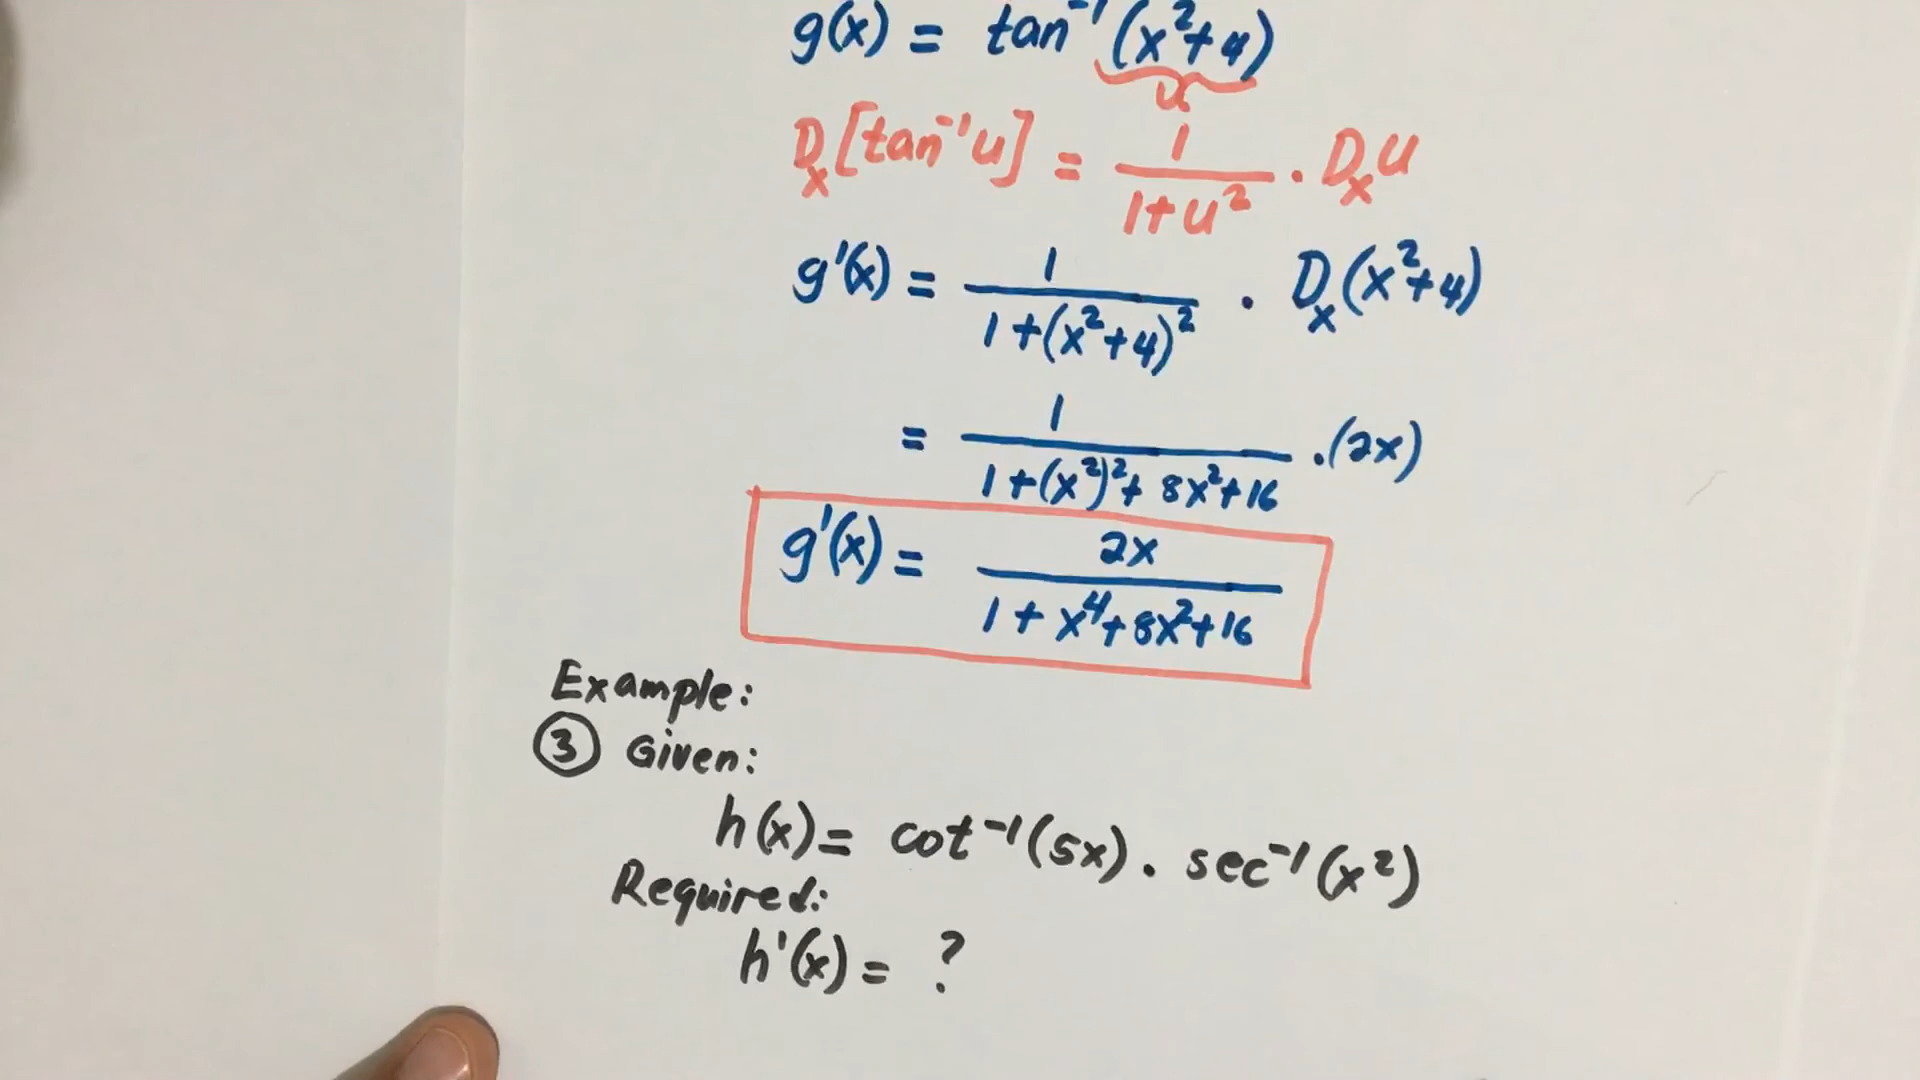 g(x) = tan⁻¹(x²+4)
u
Dₓ[tan⁻¹u] = 1/(1+u²) · Dₓu
g'(x) = 1/(1+(x²+4)²) · Dₓ(x²+4)
= 1/(1+(x²)²+8x²+16) .(2x)
g'(x) = 2x/(1+x⁴+8x²+16)
Example:
③ Given:
h(x) = cot⁻¹(5x) . sec⁻¹(x²)
Required:
h'(x) = ?